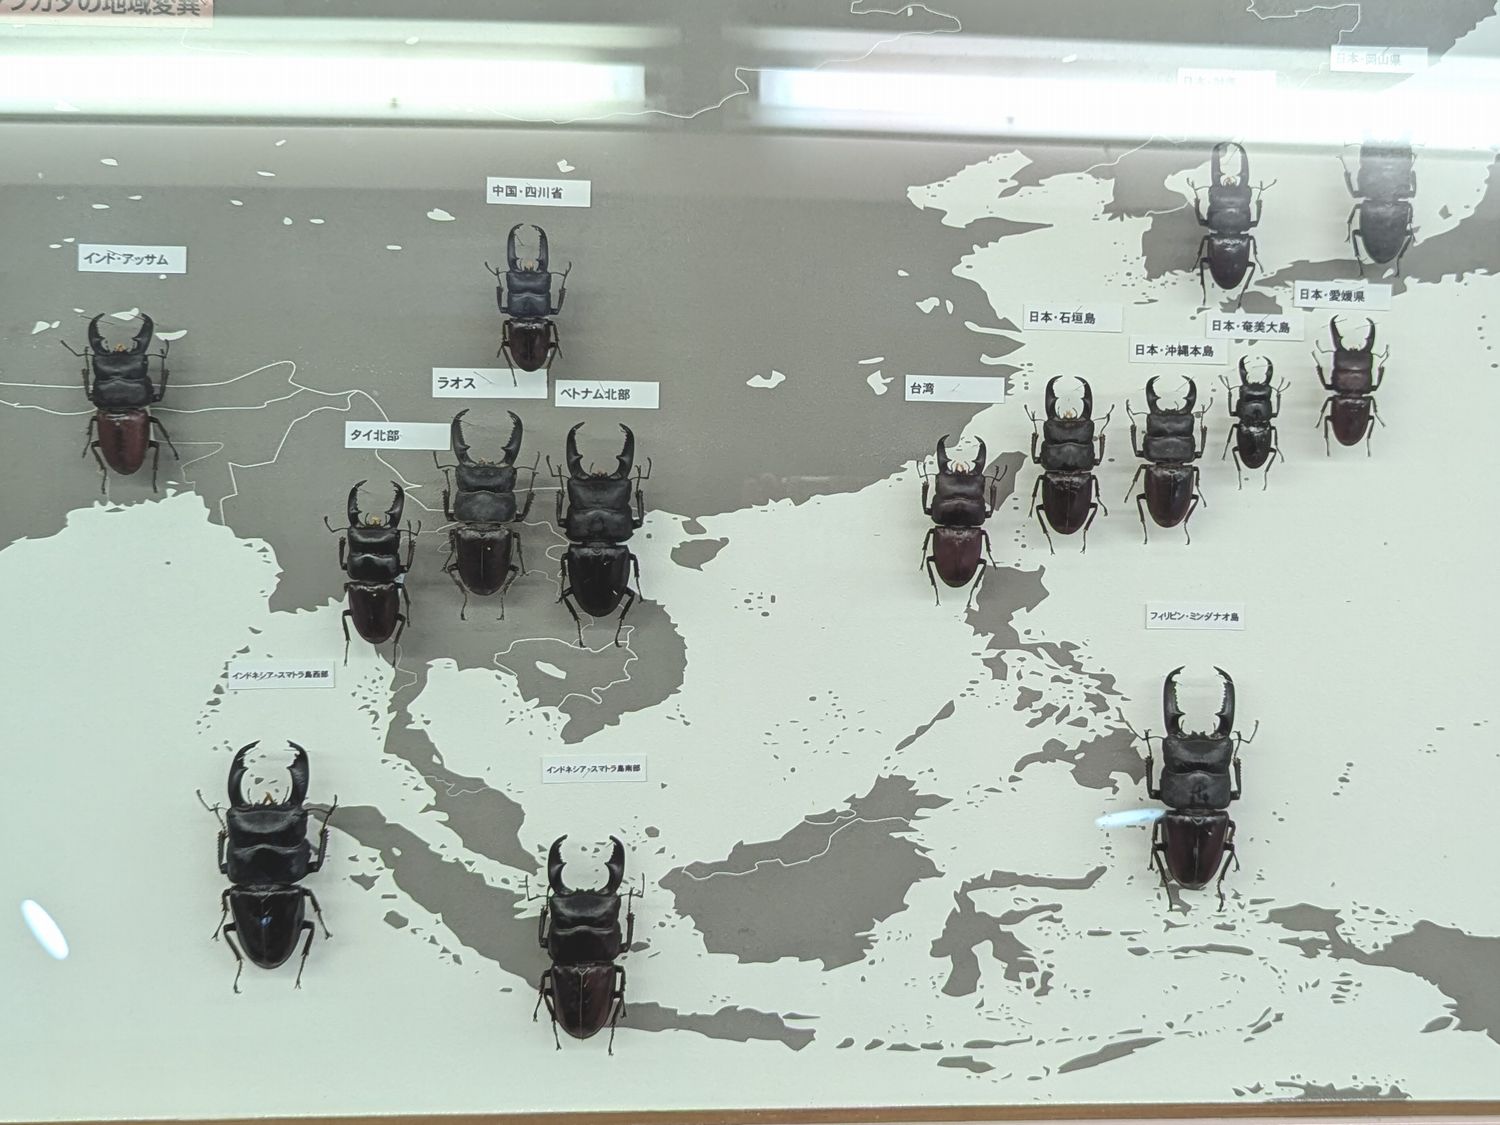 ワガタの地域変異
日本・岡山県
日本・対馬
中国・四川省
インド・アッサム
日本・愛媛県
日本・石垣島
日本・奄美大島
日本・沖縄本島
ラオス
ベトナム北部
台湾
タイ北部
フィリピン・ミンダナオ島
インドネシア・スマトラ島西部
インドネシア・スマトラ島南部